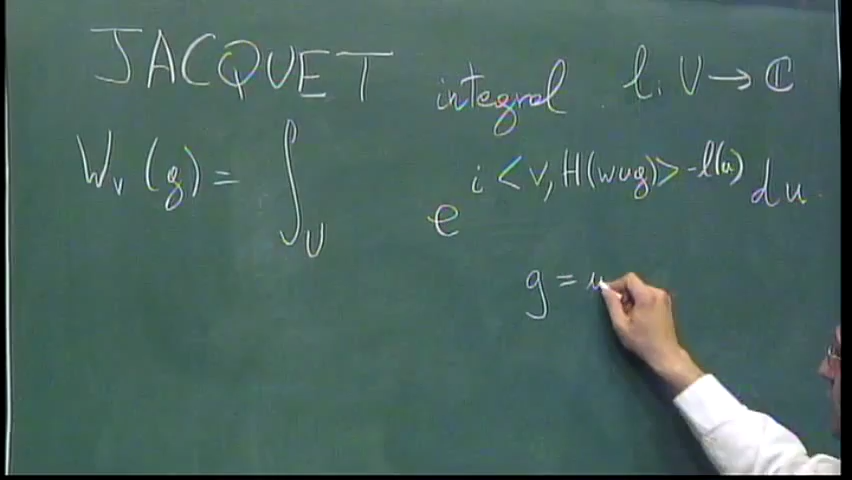 JACQUET integral l: U → ℂ
W_v (g) = ∫_U e^{i <v, H(wug)> - l(u)} du.
g = u